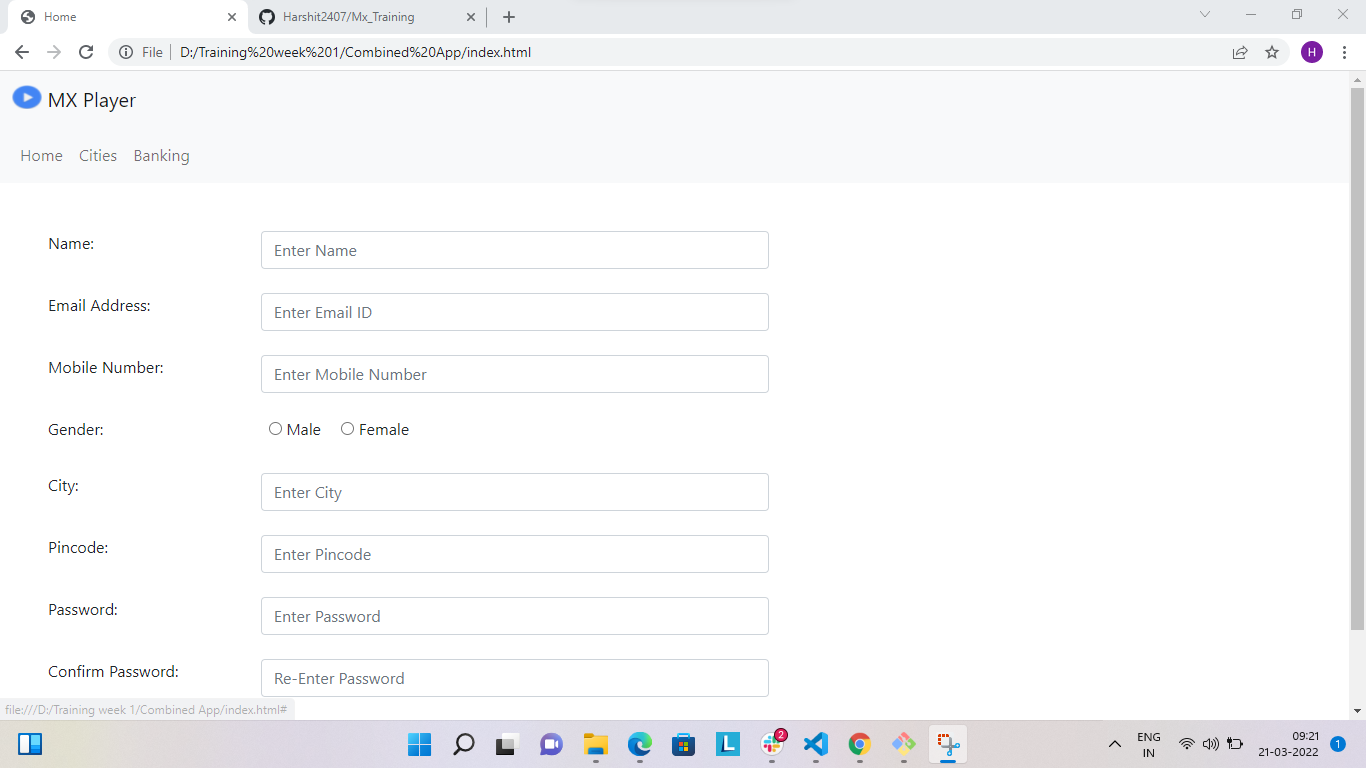 Home
Harshit2407/Mx_Training
File
D:/Training%20week%201/Combined%20App/index.html
H
MX Player
Home Cities Banking
Name:
Enter Name
Email Address:
Enter Email ID
Mobile Number:
Enter Mobile Number
Gender:
Male Female
City:
Enter City
Pincode:
Enter Pincode
Password:
Enter Password
Confirm Password:
Re-Enter Password
file:///D:/Training week 1/Combined App/index.html#
L
2
ENG
IN
09:21
21-03-2022
1